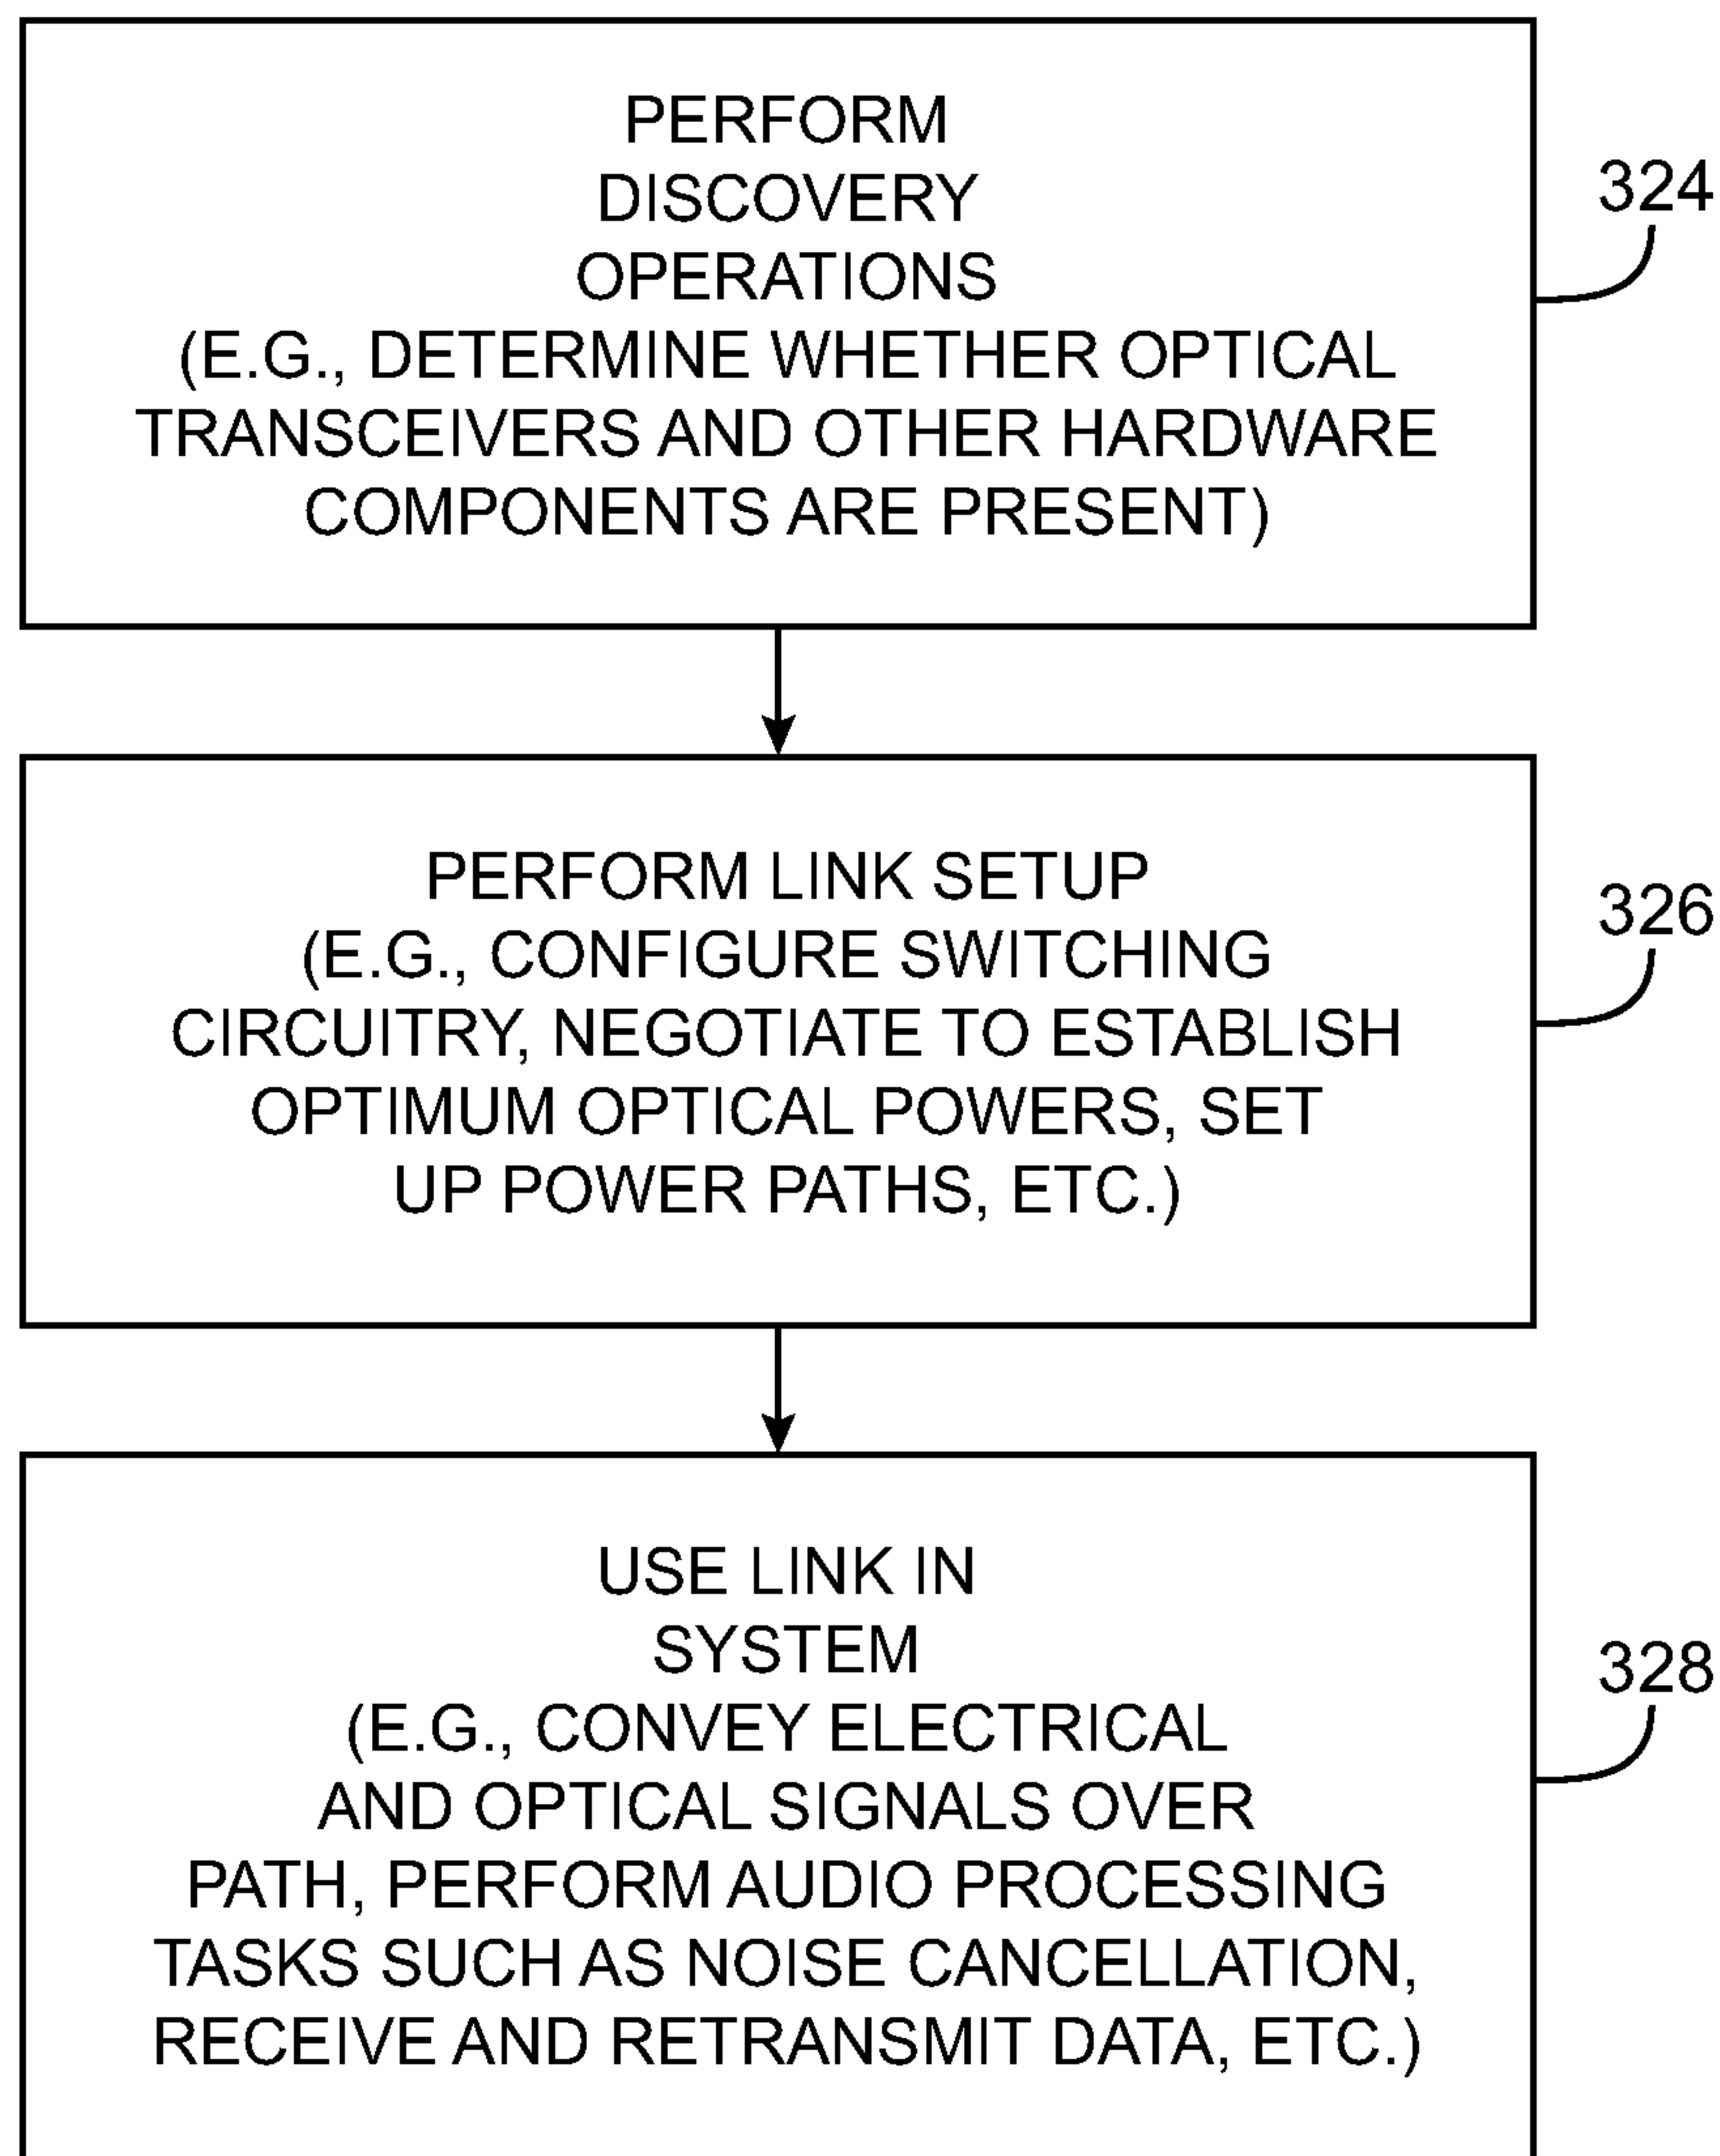 PERFORM
DISCOVERY
OPERATIONS
(E.G., DETERMINE WHETHER OPTICAL
TRANSCEIVERS AND OTHER HARDWARE
COMPONENTS ARE PRESENT)
324
PERFORM LINK SETUP
(E.G., CONFIGURE SWITCHING
CIRCUITRY, NEGOTIATE TO ESTABLISH
OPTIMUM OPTICAL POWERS, SET
UP POWER PATHS, ETC.)
326
USE LINK IN
SYSTEM
(E.G., CONVEY ELECTRICAL
AND OPTICAL SIGNALS OVER
PATH, PERFORM AUDIO PROCESSING
TASKS SUCH AS NOISE CANCELLATION,
RECEIVE AND RETRANSMIT DATA, ETC.)
328